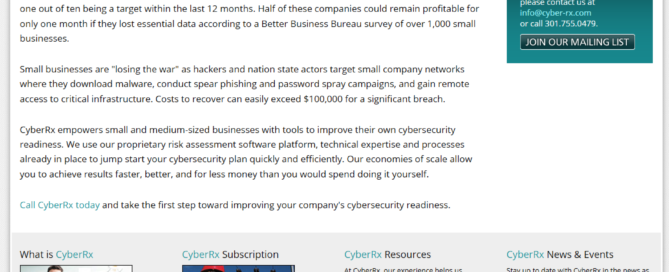 one out of ten being a target within the last 12 months. Half of these companies could remain profitable for
only one month if they lost essential data according to a Better Business Bureau survey of over 1,000 small
businesses.
Small businesses are "losing the war" as hackers and nation state actors target small company networks
where they download malware, conduct spear phishing and password spray campaigns, and gain remote
access to critical infrastructure. Costs to recover can easily exceed $100,000 for a significant breach.
CyberRx empowers small and medium-sized businesses with tools to improve their own cybersecurity
readiness. We use our proprietary risk assessment software platform, technical expertise and processes
already in place to jump start your cybersecurity plan quickly and efficiently. Our economies of scale allow
you to achieve results faster, better, and for less money than you would spend doing it yourself.
Call CyberRx today and take the first step toward improving your company's cybersecurity readiness.
please contact us at
info@cyber-rx.com
or call 301.755.0479.
JOIN OUR MAILING LIST
What is CyberRx
CyberRx Subscription
CyberRx Resources
At CyberRx, our experience helps us
CyberRx News & Events
Stay up to date with CyberRx in the news as